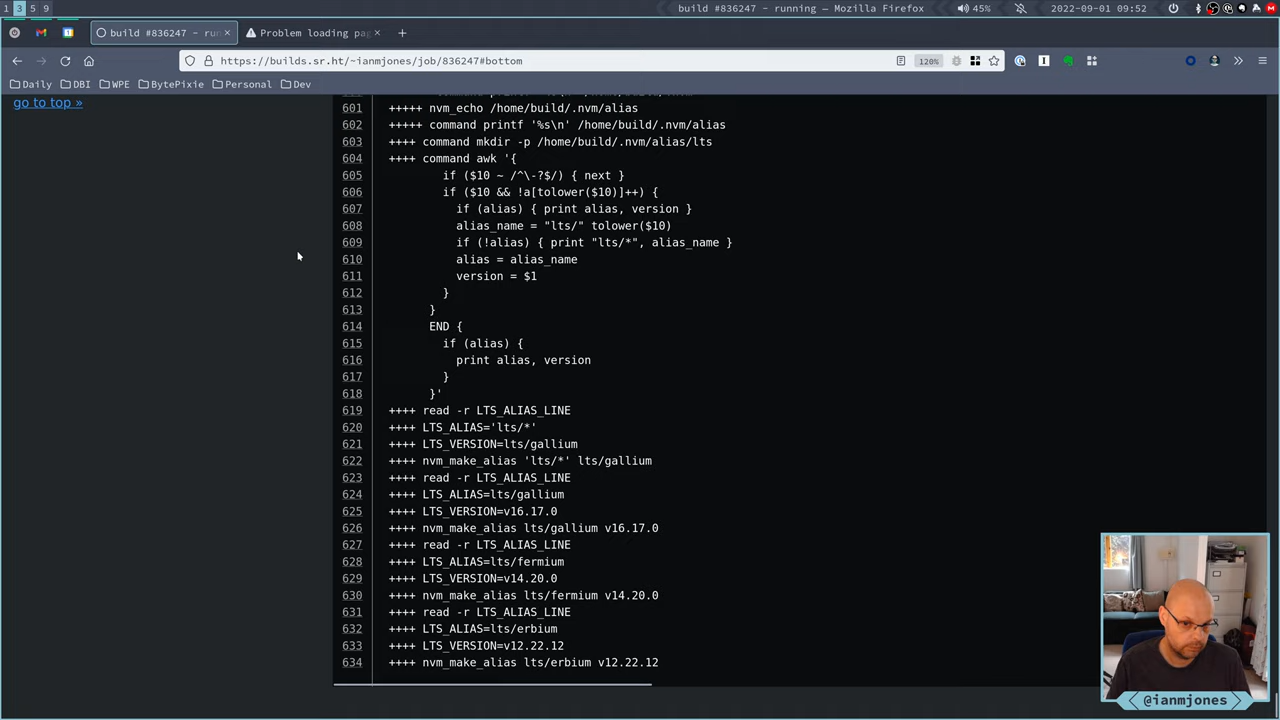 1 3 5 9
build #836247 - running — Mozilla Firefox
45%
2022-09-01 09:52
build #836247 - run
Problem loading pag
https://builds.sr.ht/~ianmjones/job/836247#bottom
120%
Daily
DBI
WPE
BytePixie
Personal
Dev
go to top »
601 +++++ nvm_echo /home/build/.nvm/alias
602 +++++ command printf '%s\n' /home/build/.nvm/alias
603 ++++ command mkdir -p /home/build/.nvm/alias/lts
604 ++++ command awk '{
605 if ($10 ~ /^\-?$/) { next }
606 if ($10 && !a[tolower($10)]++) {
607 if (alias) { print alias, version }
608 alias_name = "lts/" tolower($10)
609 if (!alias) { print "lts/*", alias_name }
610 alias = alias_name
611 version = $1
612 }
613 }
614 END {
615 if (alias) {
616 print alias, version
617 }
618 }'
619 ++++ read -r LTS_ALIAS_LINE
620 ++++ LTS_ALIAS='lts/*'
621 ++++ LTS_VERSION=lts/gallium
622 ++++ nvm_make_alias 'lts/*' lts/gallium
623 ++++ read -r LTS_ALIAS_LINE
624 ++++ LTS_ALIAS=lts/gallium
625 ++++ LTS_VERSION=v16.17.0
626 ++++ nvm_make_alias lts/gallium v16.17.0
627 ++++ read -r LTS_ALIAS_LINE
628 ++++ LTS_ALIAS=lts/fermium
629 ++++ LTS_VERSION=v14.20.0
630 ++++ nvm_make_alias lts/fermium v14.20.0
631 ++++ read -r LTS_ALIAS_LINE
632 ++++ LTS_ALIAS=lts/erbium
633 ++++ LTS_VERSION=v12.22.12
634 ++++ nvm_make_alias lts/erbium v12.22.12
@ianmjones